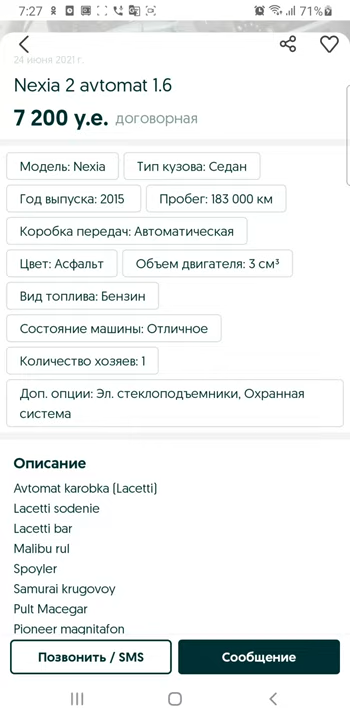 7:27
71%
24 июня 2021 г.
Nexia 2 avtomat 1.6
7 200 y.e. договорная
Модель: Nexia Тип кузова: Седан
Год выпуска: 2015 Пробег: 183 000 км
Коробка передач: Автоматическая
Цвет: Асфальт Объем двигателя: 3 см³
Вид топлива: Бензин
Состояние машины: Отличное
Количество хозяев: 1
Доп. опции: Эл. стеклоподъемники, Охранная
система
Описание
Avtomat karobka (Lacetti)
Lacetti sodenie
Lacetti bar
Malibu rul
Spoyler
Samurai krugovoy
Pult Macegar
Pioneer magnitafon
Позвонить / SMS Сообщение